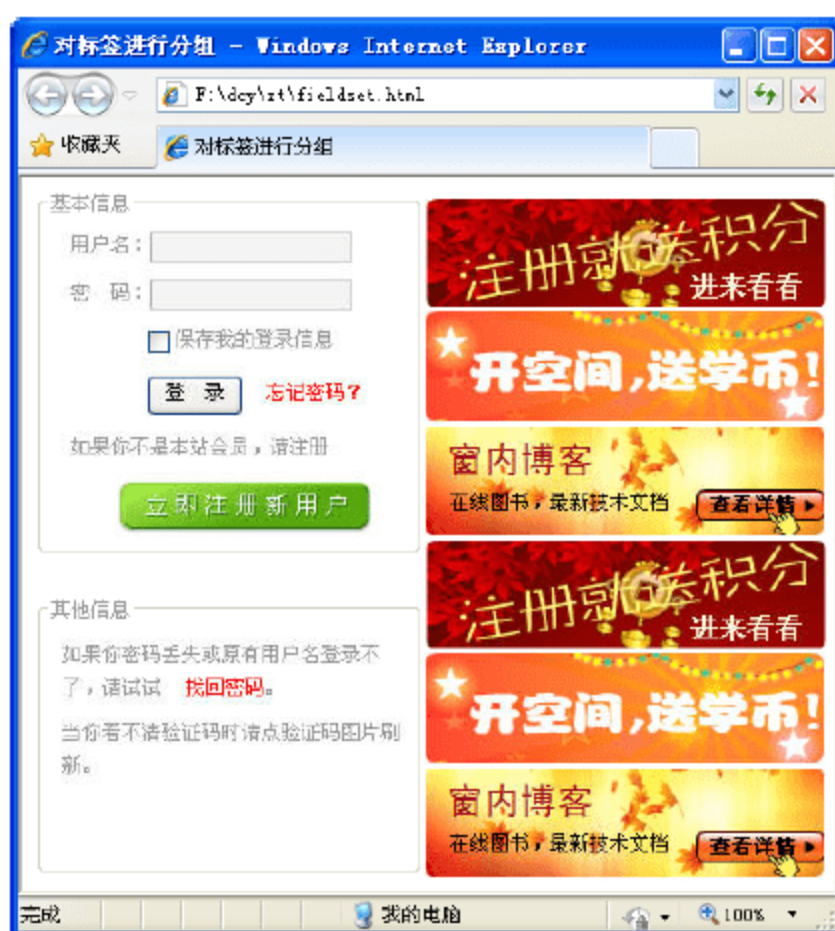 对标签进行分组 - Windows Internet Explorer
F:\dcy\zt\fieldset.html
收藏夹
对标签进行分组
基本信息
用户名：
密 码：
保存我的登录信息
登 录 忘记密码？
如果你不是本站会员，请注册
立即注册新用户
其他信息
如果你密码丢失或原有用户名登录不
了，请试试 找回密码。
当你看不清验证码时请点验证码图片刷
新。
注册就送积分
进来看看
开空间,送学币!
窗内博客
在线图书，最新技术文档 查看详情
注册就送积分
进来看看
开空间,送学币!
窗内博客
在线图书，最新技术文档 查看详情
完成 我的电脑 100%